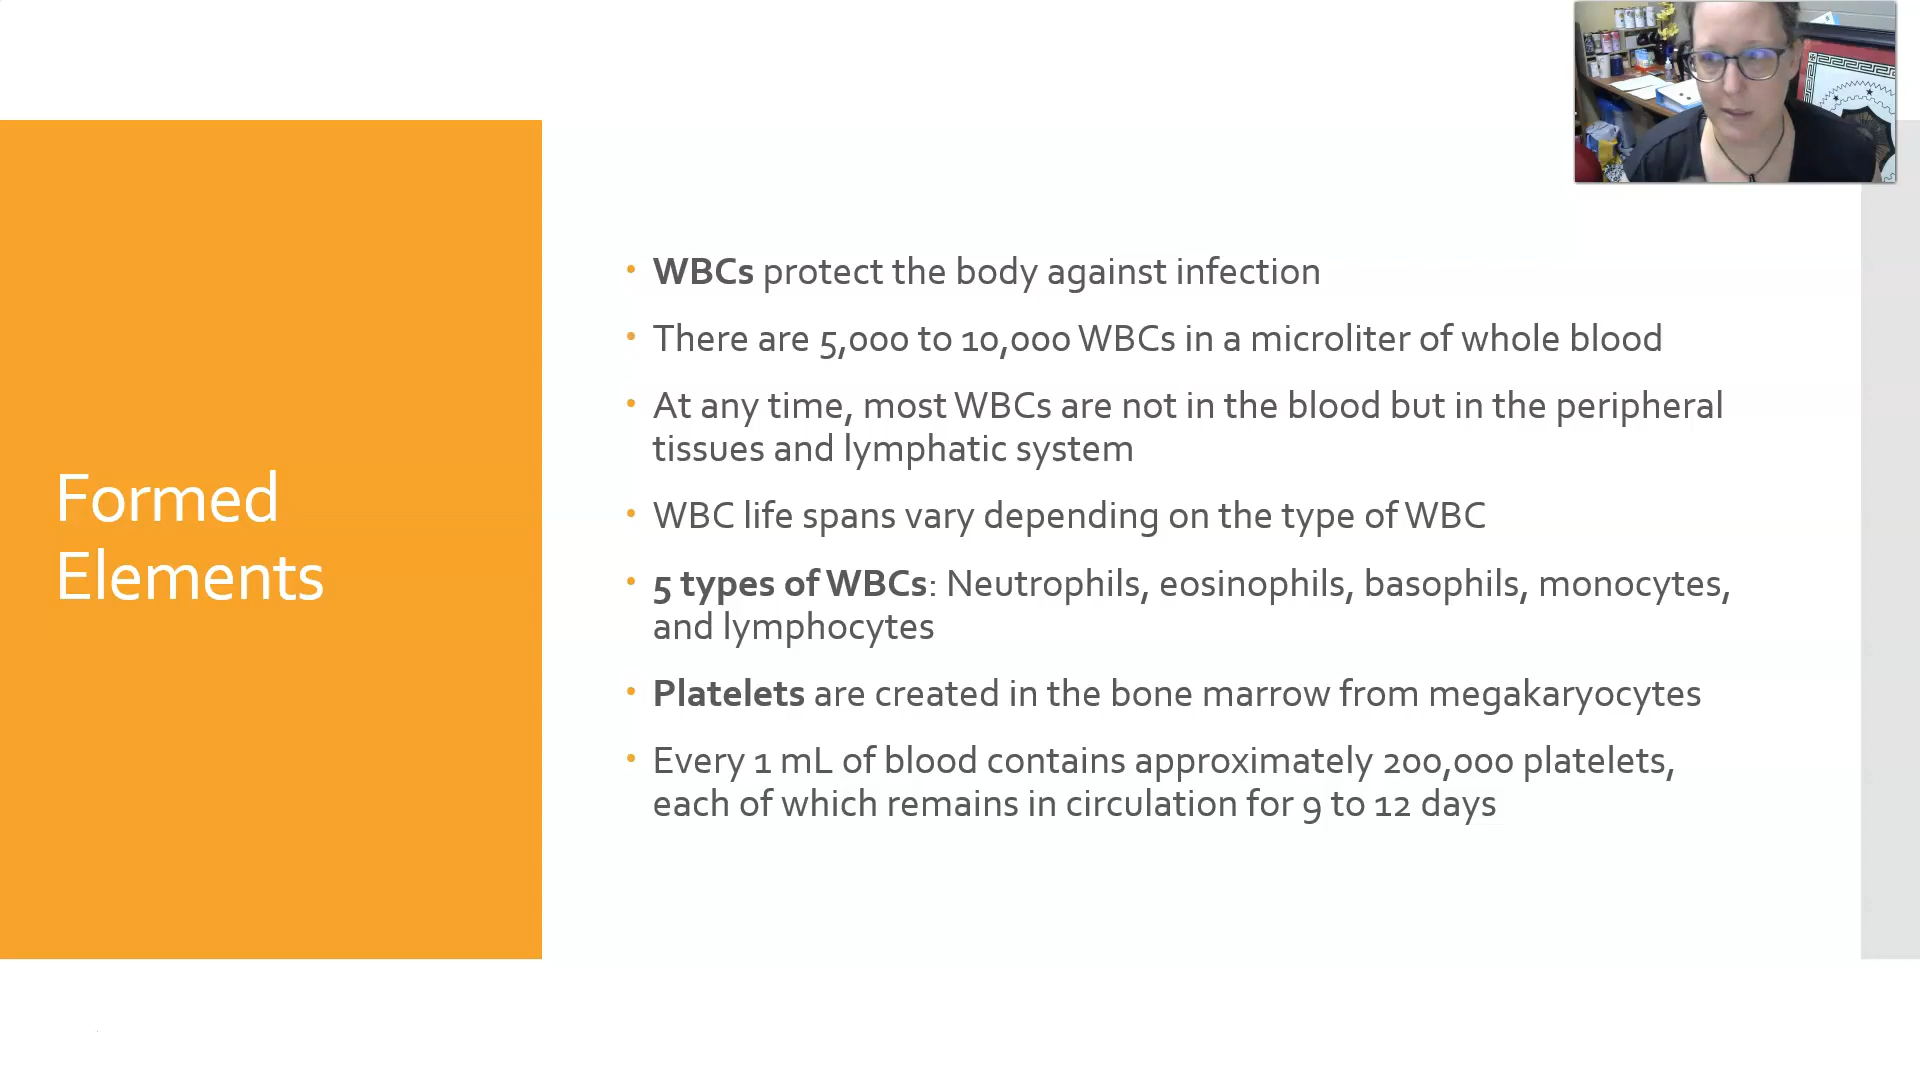 Formed
Elements
• WBCs protect the body against infection
• There are 5,000 to 10,000 WBCs in a microliter of whole blood
• At any time, most WBCs are not in the blood but in the peripheral
tissues and lymphatic system
• WBC life spans vary depending on the type of WBC
• 5 types of WBCs: Neutrophils, eosinophils, basophils, monocytes,
and lymphocytes
• Platelets are created in the bone marrow from megakaryocytes
• Every 1 mL of blood contains approximately 200,000 platelets,
each of which remains in circulation for 9 to 12 days